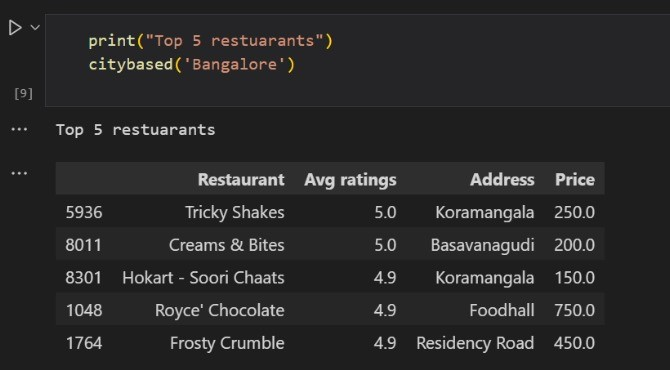 print("Top 5 restuarants")
citybased('Bangalore')
[9]
Top 5 restuarants
Restaurant Avg ratings Address Price
5936 Tricky Shakes 5.0 Koramangala 250.0
8011 Creams & Bites 5.0 Basavanagudi 200.0
8301 Hokart - Soori Chaats 4.9 Koramangala 150.0
1048 Royce' Chocolate 4.9 Foodhall 750.0
1764 Frosty Crumble 4.9 Residency Road 450.0